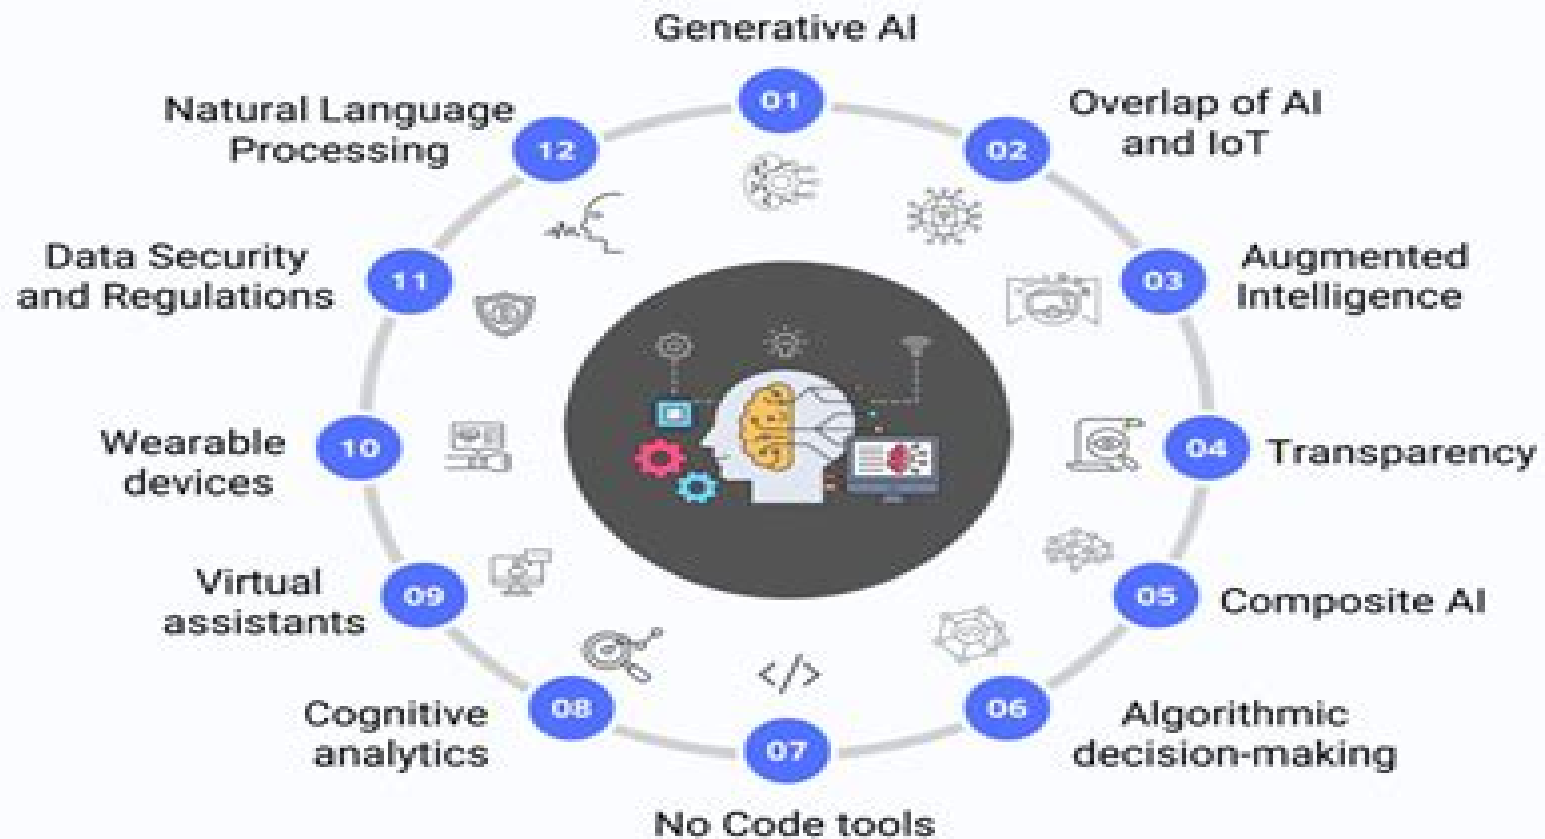 Generative AI
01
Overlap of AI
and IoT
02
Augmented
Intelligence
03
Transparency
04
Composite AI
05
Algorithmic
decision-making
06
No Code tools
07
Cognitive
analytics
08
Virtual
assistants
09
Wearable
devices
10
Data Security
and Regulations
11
Natural Language
Processing
12
</>